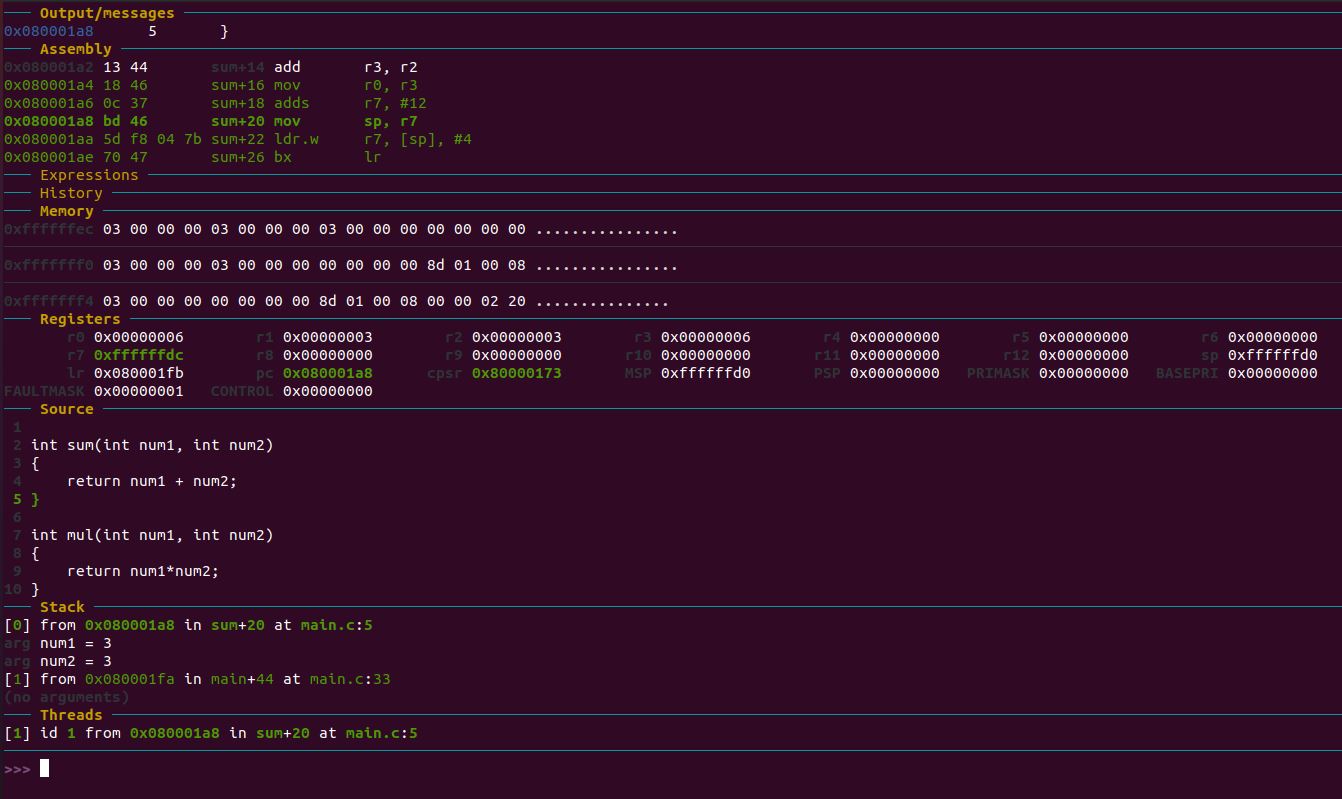 Output/messages
0x080001a8 5 }
Assembly
0x080001a2 13 44 sum+14 add r3, r2
0x080001a4 18 46 sum+16 mov r0, r3
0x080001a6 0c 37 sum+18 adds r7, #12
0x080001a8 bd 46 sum+20 mov sp, r7
0x080001aa 5d f8 04 7b sum+22 ldr.w r7, [sp], #4
0x080001ae 70 47 sum+26 bx lr
Expressions
History
Memory
0xffffffec 03 00 00 00 03 00 00 00 03 00 00 00 00 00 00 00 ................
0xfffffff0 03 00 00 00 03 00 00 00 00 00 00 00 8d 01 00 08 ................
0xfffffff4 03 00 00 00 00 00 00 00 8d 01 00 08 00 00 02 20 ...............
Registers
r0 0x00000006 r1 0x00000003 r2 0x00000003 r3 0x00000006 r4 0x00000000 r5 0x00000000 r6 0x00000000
r7 0xffffffdc r8 0x00000000 r9 0x00000000 r10 0x00000000 r11 0x00000000 r12 0x00000000 sp 0xffffffd0
lr 0x080001fb pc 0x080001a8 cpsr 0x80000173 MSP 0xffffffd0 PSP 0x00000000 PRIMASK 0x00000000 BASEPRI 0x00000000
FAULTMASK 0x00000001 CONTROL 0x00000000
Source
1
2 int sum(int num1, int num2)
3 {
4 return num1 + num2;
5 }
6
7 int mul(int num1, int num2)
8 {
9 return num1*num2;
10 }
Stack
[0] from 0x080001a8 in sum+20 at main.c:5
arg num1 = 3
arg num2 = 3
[1] from 0x080001fa in main+44 at main.c:33
(no arguments)
Threads
[1] id 1 from 0x080001a8 in sum+20 at main.c:5
>>>